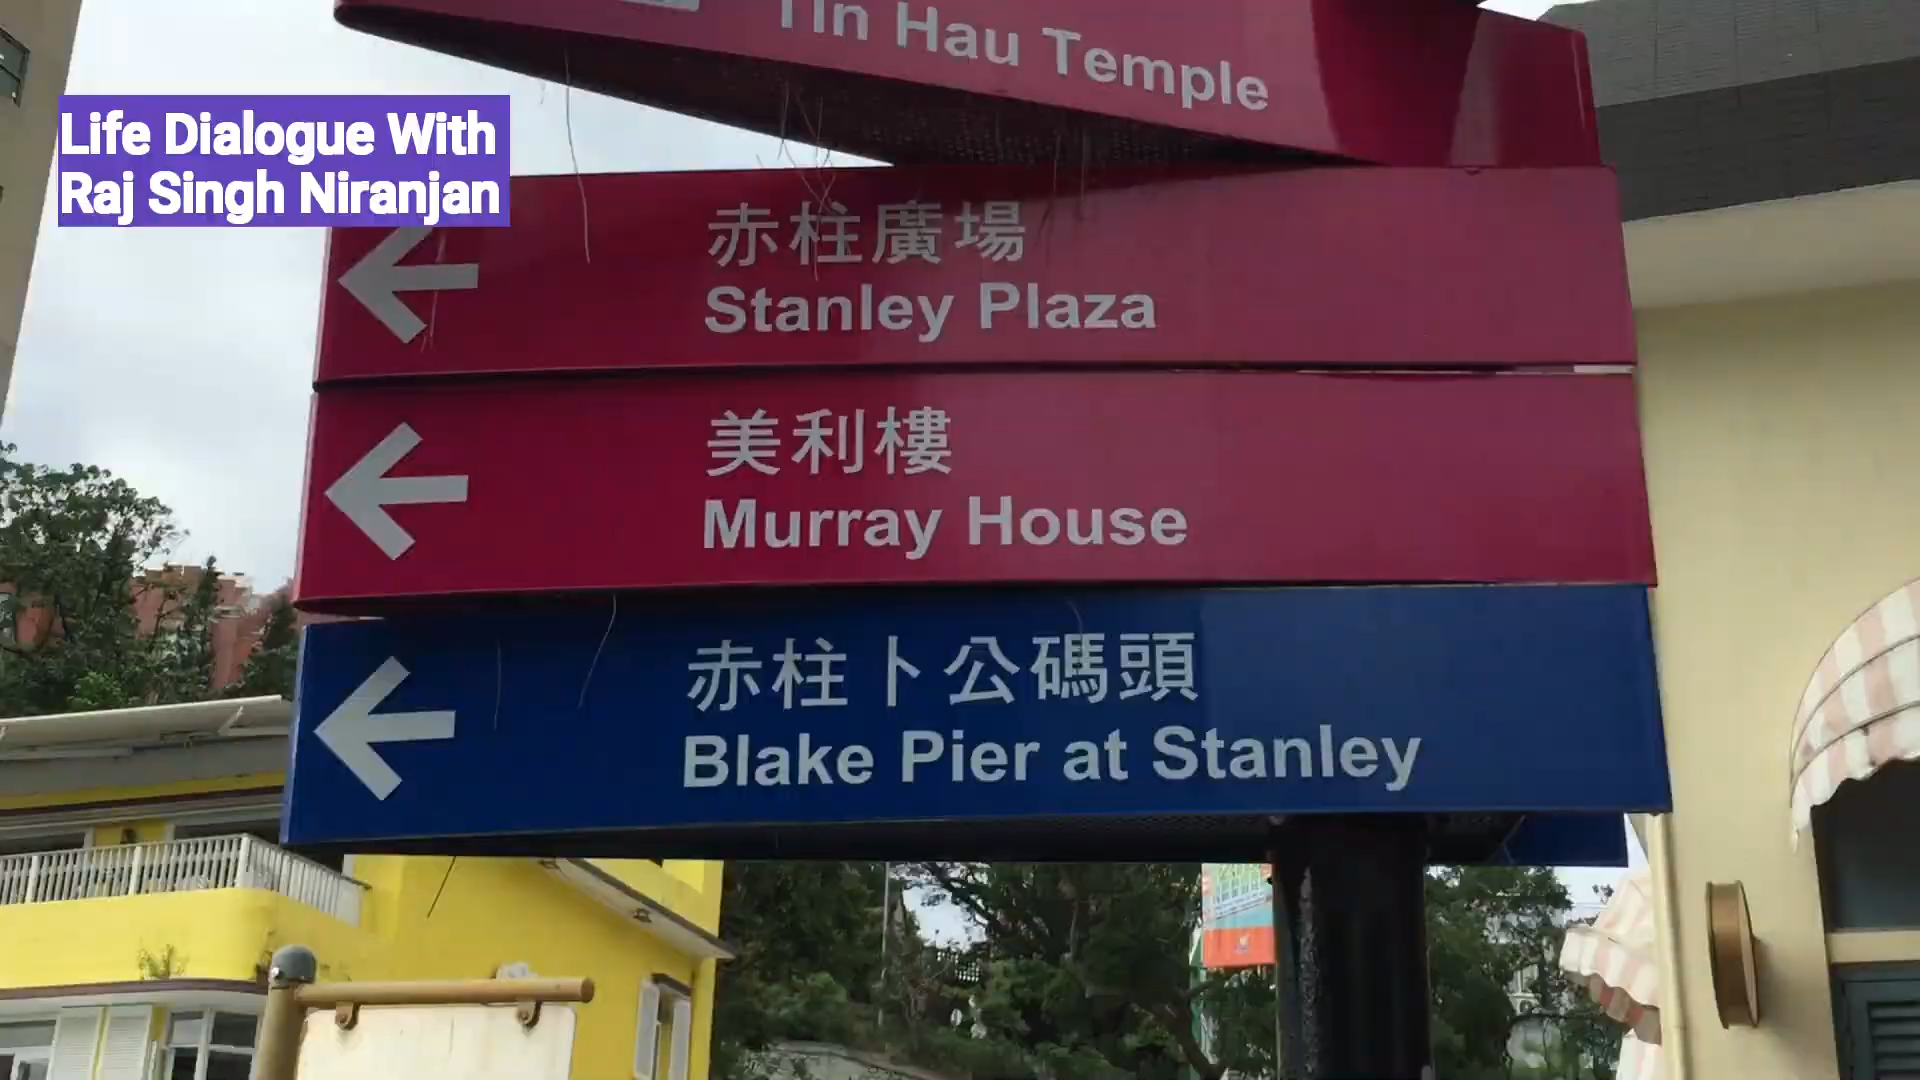 Tin Hau Temple
Life Dialogue With
Raj Singh Niranjan
赤柱廣場
Stanley Plaza
美利樓
Murray House
赤柱卜公碼頭
Blake Pier at Stanley